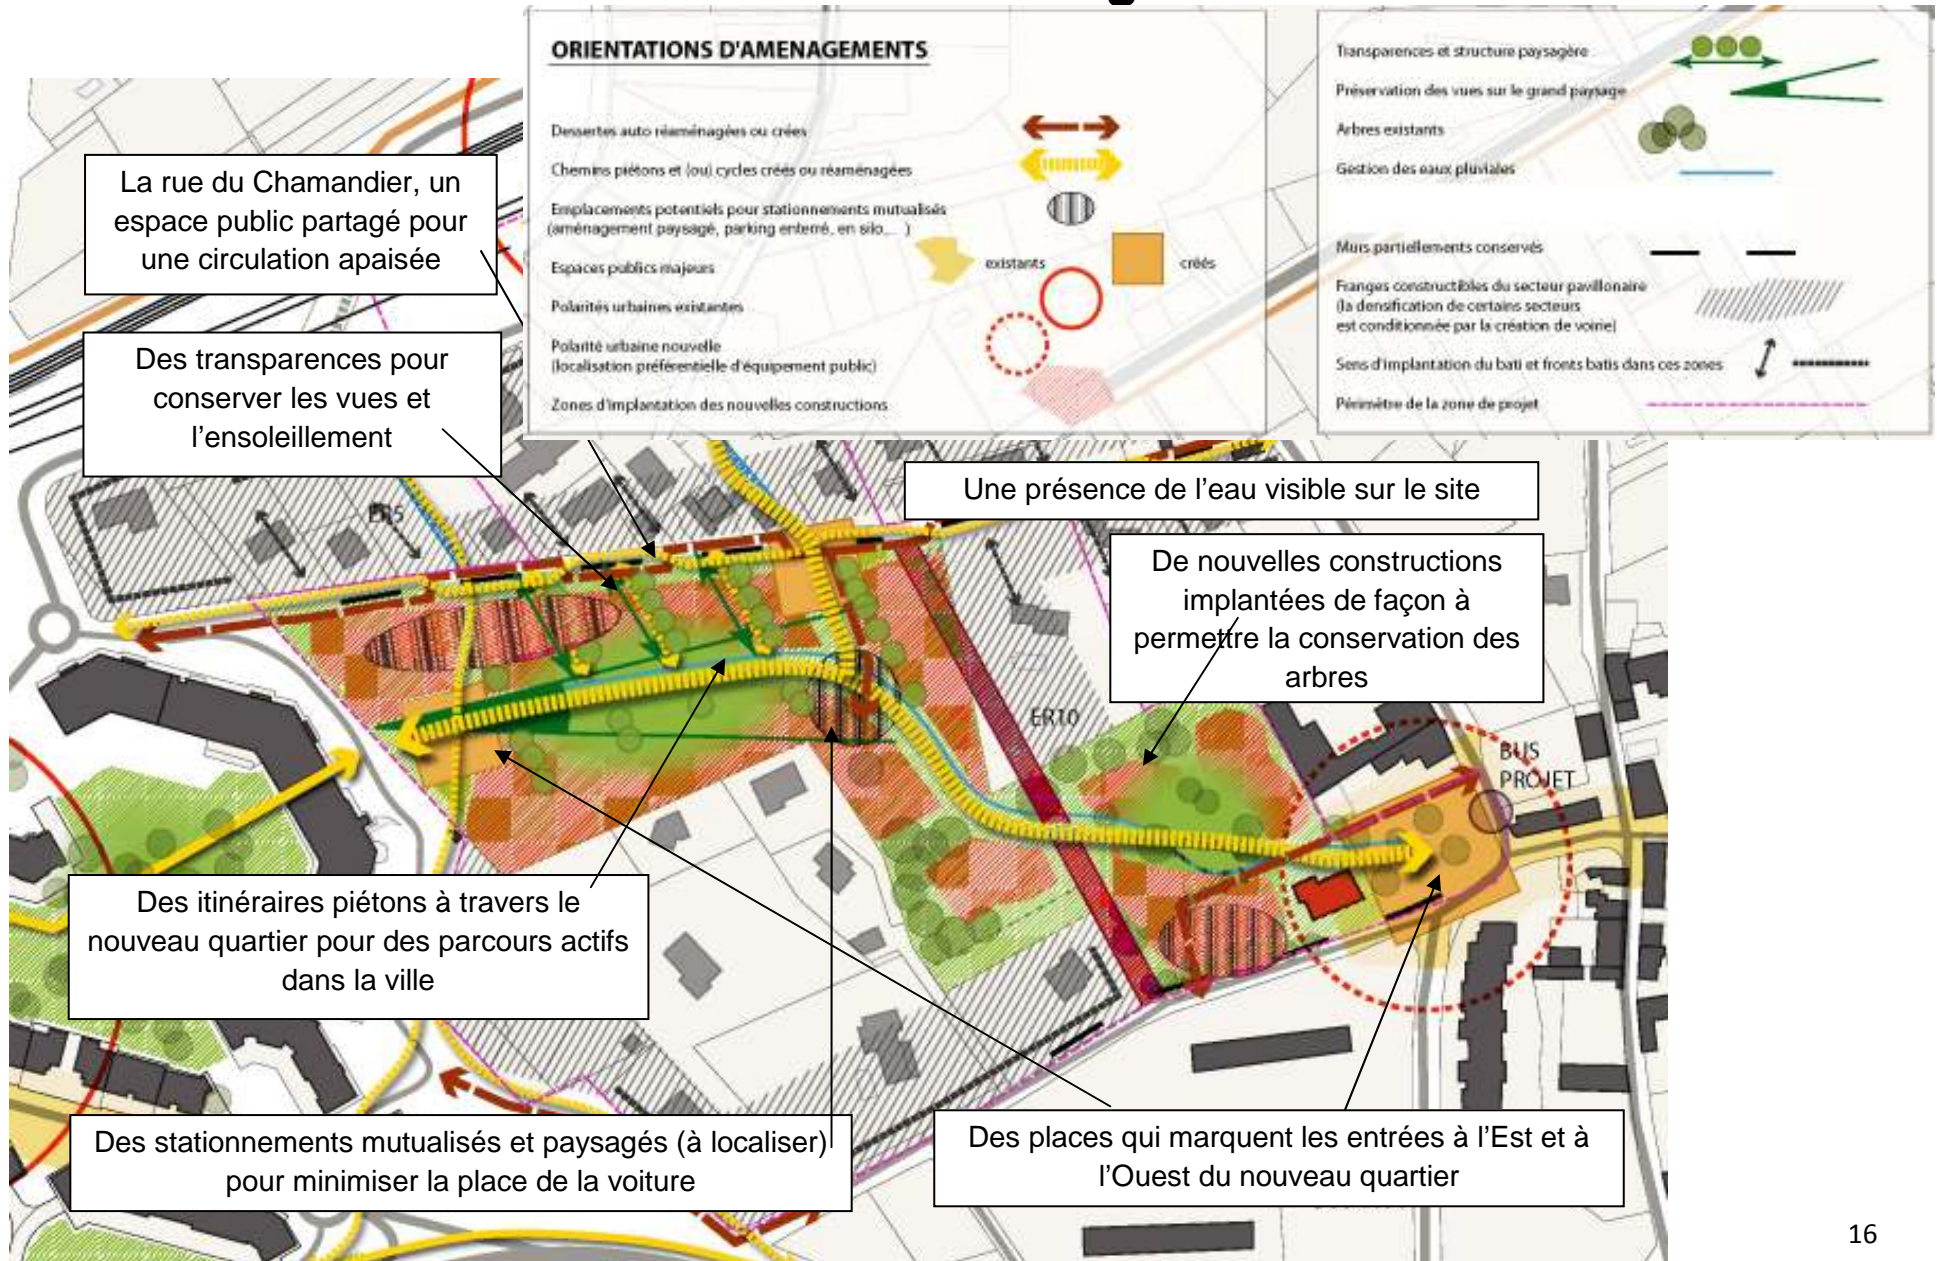 ORIENTATIONS D'AMENAGEMENTS
Dessertes auto réaménagées ou crées
Chemins piétons et (ou) cycles créés ou réaménagées
Emplacements potentiels pour stationnements mutualisés
(aménagement paysagé, parking enterré, en silo,... )
Espaces publics majeurs
existants
créés
Polarités urbaines existantes
Polarité urbaine nouvelle
(localisation préférentielle d'équipement public)
Zones d'implantation des nouvelles constructions
Transparences et structure paysagère
Préservation des vues sur le grand paysage
Arbres existants
Gestion des eaux pluviales
Murs partiellements conservés
Franges constructibles du secteur pavillonaire
(la densification de certains secteurs
est conditionnée par la création de voirie)
Sens d'implantation du bati et fronts batis dans ces zones
Périmètre de la zone de projet
La rue du Chamandier, un
espace public partagé pour
une circulation apaisée
Des transparences pour
conserver les vues et
l'ensoleillement
Une présence de l'eau visible sur le site
De nouvelles constructions
implantées de façon à
permettre la conservation des
arbres
ER5
ER10
BUS
PROJET
Des itinéraires piétons à travers le
nouveau quartier pour des parcours actifs
dans la ville
Des stationnements mutualisés et paysagés (à localiser)
pour minimiser la place de la voiture
Des places qui marquent les entrées à l'Est et à
l'Ouest du nouveau quartier
16